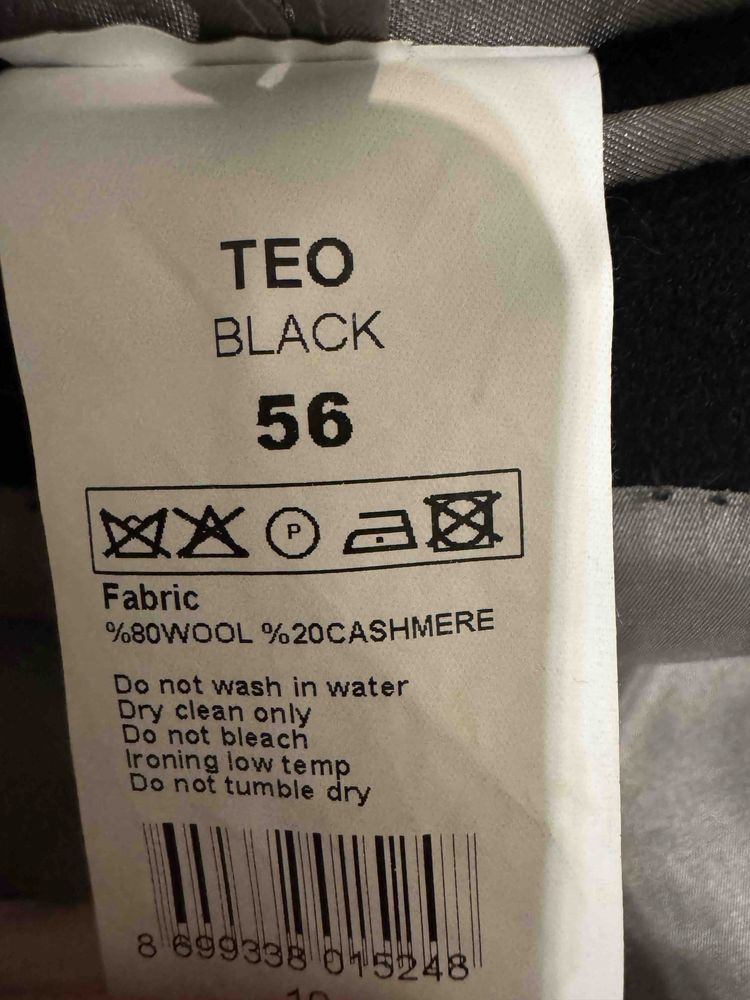 TEO
BLACK
56
P
Fabric
%80WOOL %20CASHMERE
Do not wash in water
Dry clean only
Do not bleach
Ironing low temp
Do not tumble dry
8 699338 015248